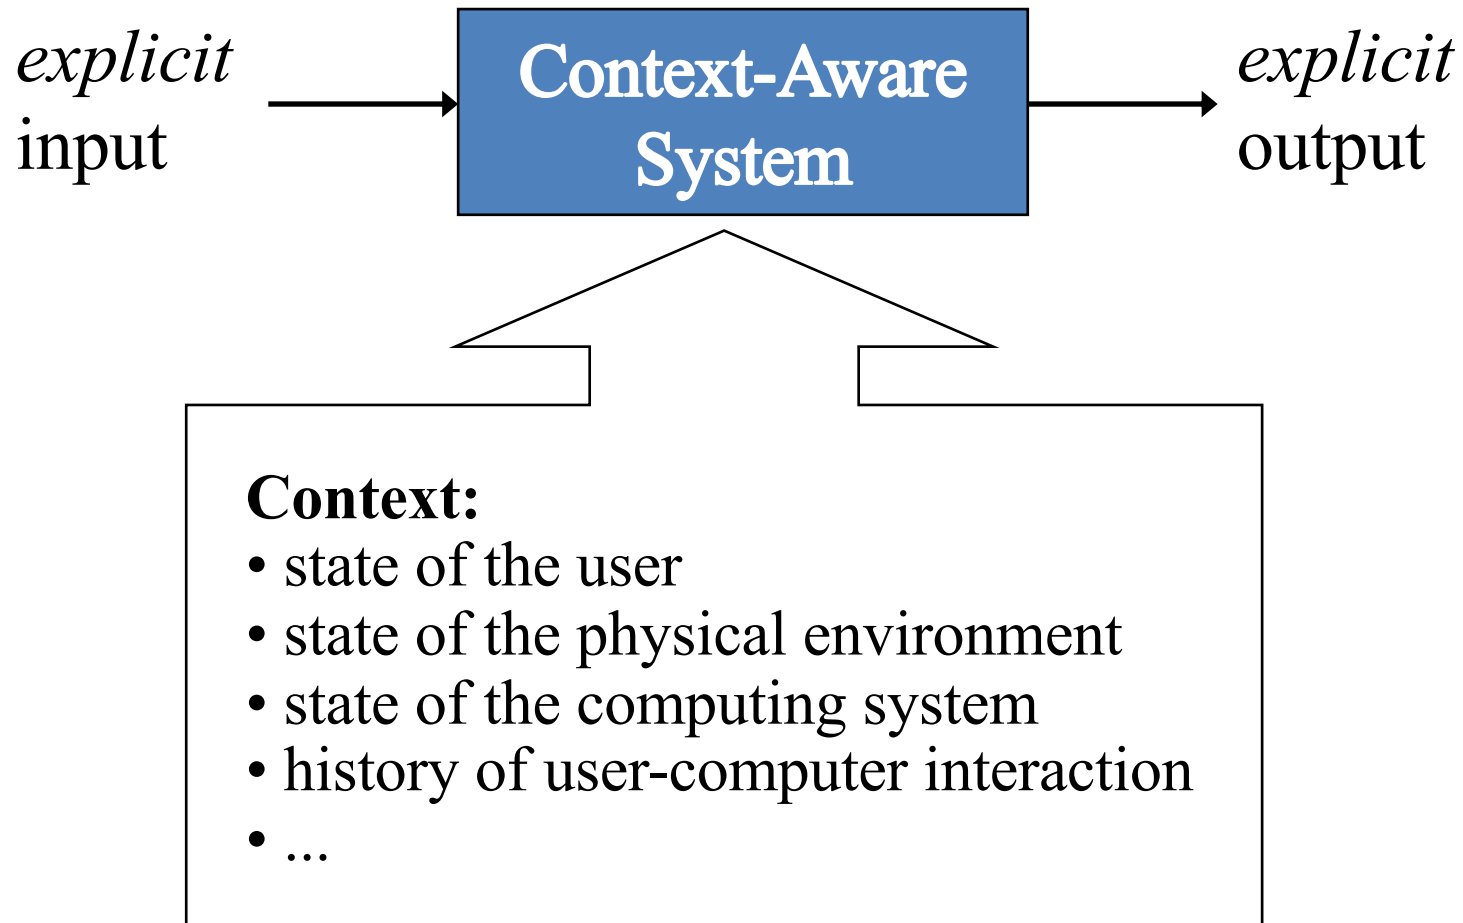 explicit
input
Context-Aware
System
explicit
output
Context:
• state of the user
• state of the physical environment
• state of the computing system
• history of user-computer interaction
• ...